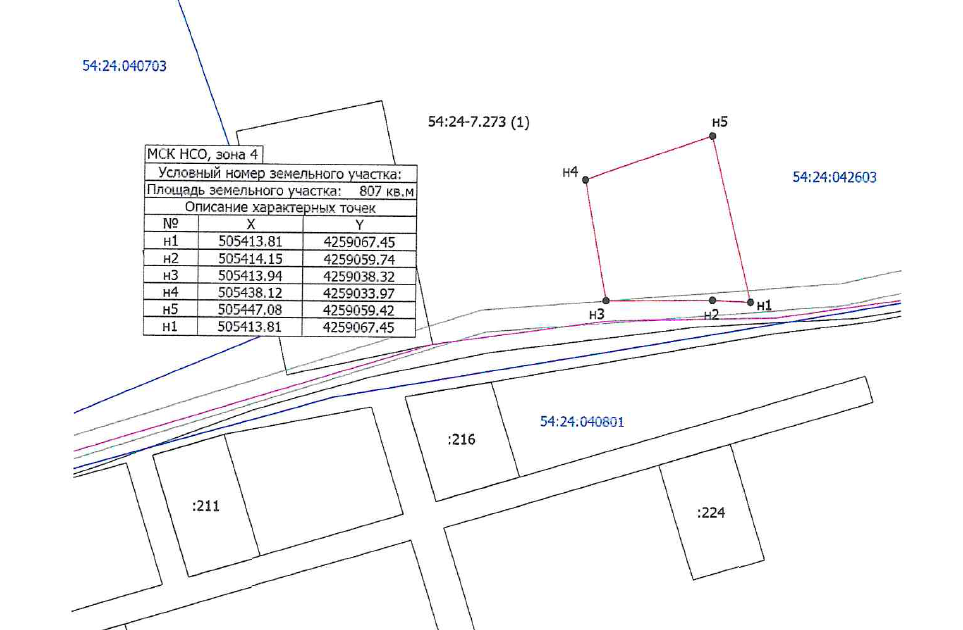 54:24.040703
54:24-7.273 (1)
н5
н4
54:24:042603
МСК НСО, зона 4
Условный номер земельного участка:
Площадь земельного участка: 807 кв.м
Описание характерных точек
№ X Y
н1 505413.81 4259067.45
н2 505414.15 4259059.74
н3 505413.94 4259038.32
н4 505438.12 4259033.97
н5 505447.08 4259059.42
н1 505413.81 4259067.45
н3
н2
н1
54:24:040801
:216
:211
:224